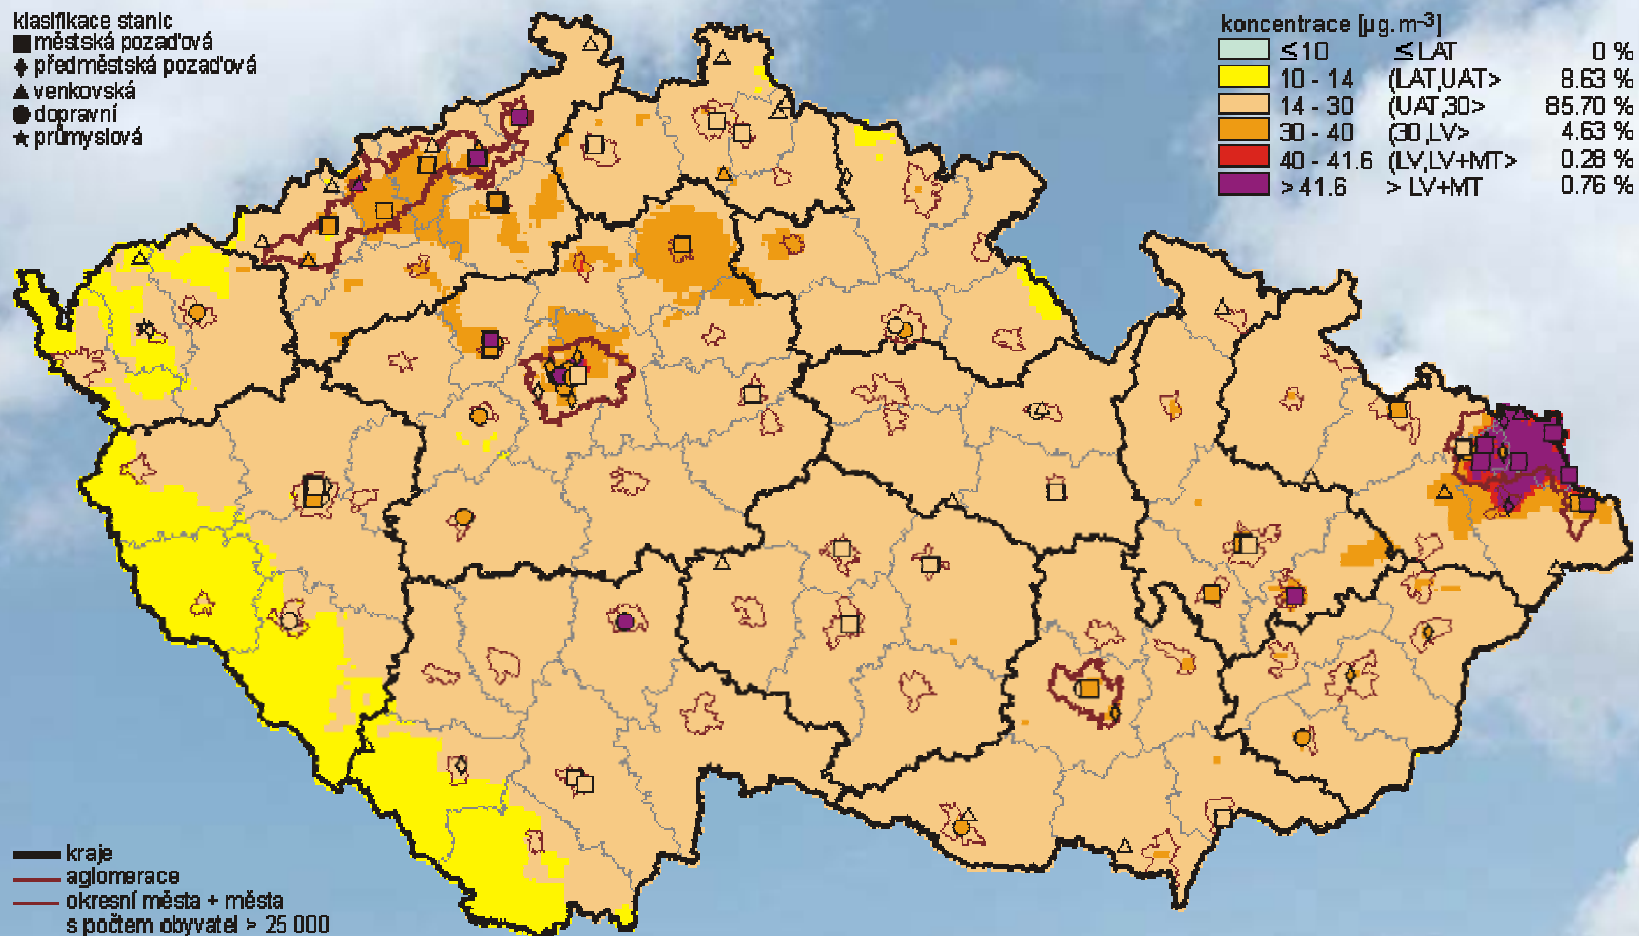 klasifikace stanic
městská pozaďová
předměstská pozaďová
venkovská
dopravní
průmyslová
koncentrace [µg.m⁻³]
≤10 ≤LAT 0 %
10 - 14 (LAT,UAT> 8.63 %
14 - 30 (UAT,30> 85.70 %
30 - 40 (30,LV> 4.63 %
40 - 41.6 (LV,LV+MT> 0.28 %
>41.6 > LV+MT 0.76 %
kraje
aglomerace
okresní města + města
s počtem obyvatel > 25 000